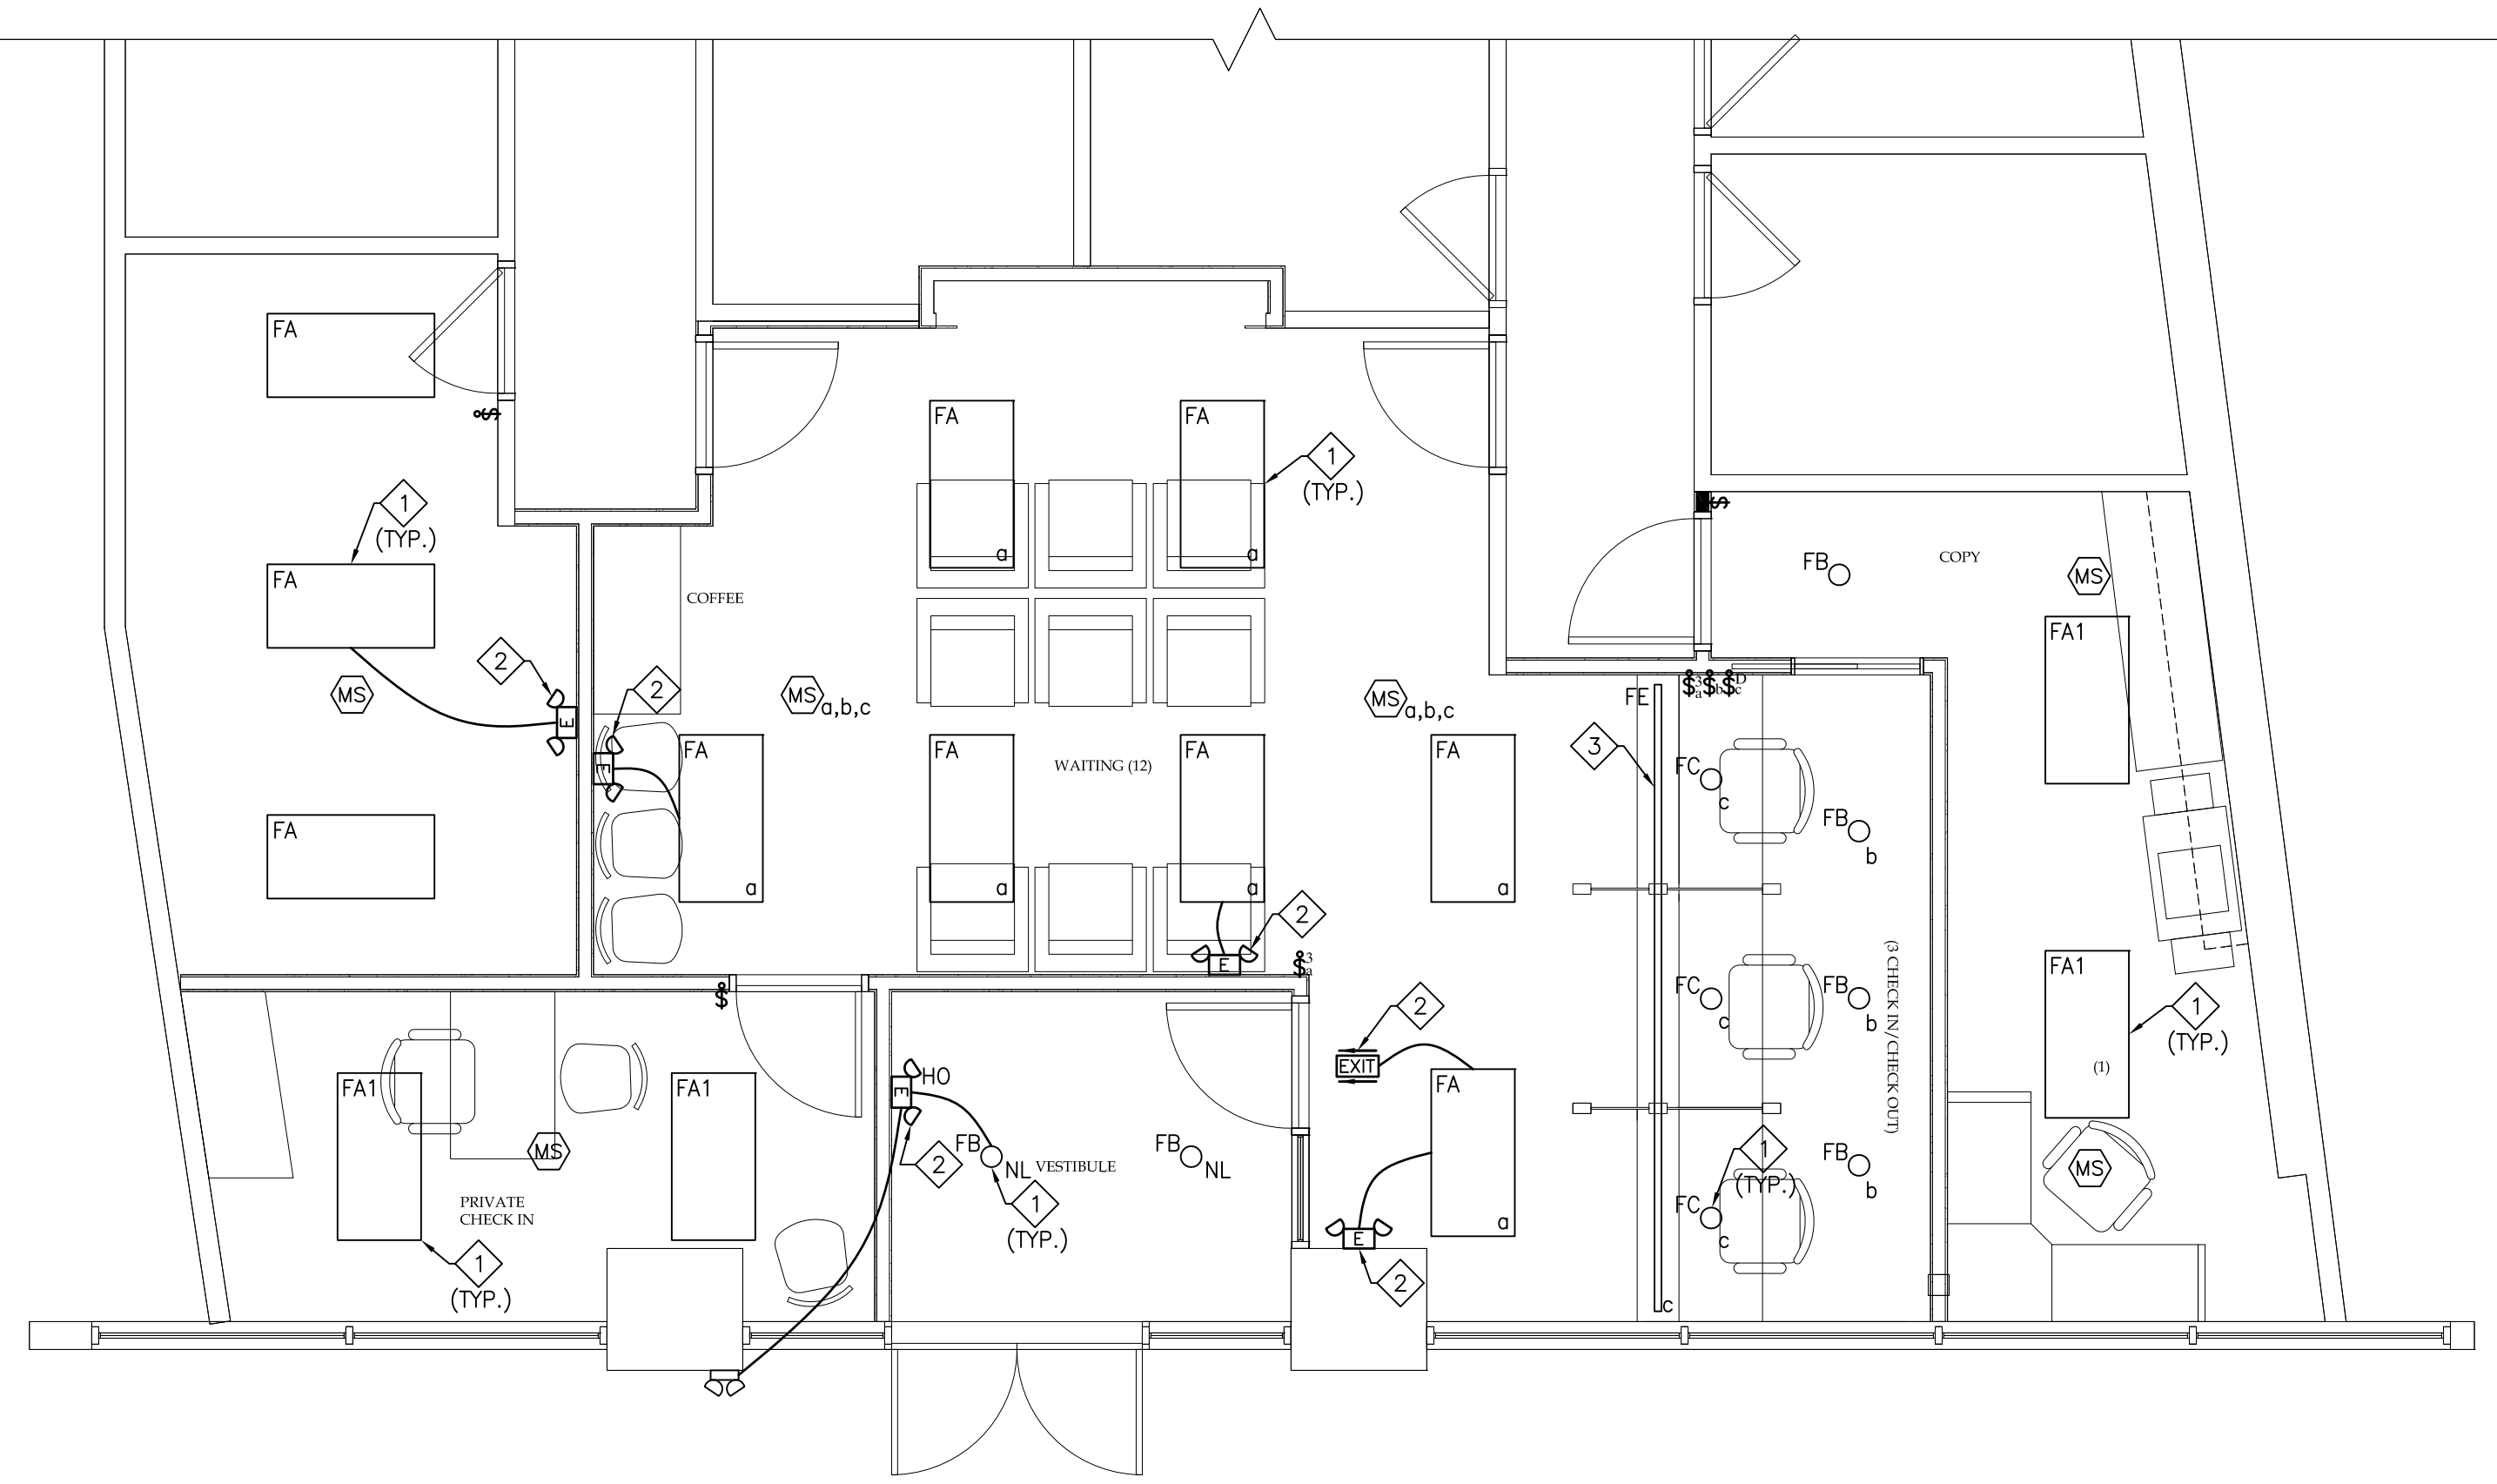 FA
FA
FA
1
(TYP.)
1
(TYP.)
$
a
a
$
FB
COPY
MS
FA
COFFEE
FA1
2
2
MS
MS
a,b,c
MS
a,b,c
$
3
a
$
b
$
D
c
FE
E
E
FA
FA
WAITING (12)
FA
FA
3
FC
c
FB
b
FA
a
a
a
a
2
E
$
3
a
$
FC
c
FB
b
(3 CHECK IN/CHECK OUT)
FA1
1
(TYP.)
(1)
2
EXIT
FA
a
FA1
FA1
E
HO
MS
2
FB
NL
VESTIBULE
FB
NL
1
(TYP.)
FB
b
MS
PRIVATE
CHECK IN
1
(TYP.)
1
(TYP.)
FC
c
E
2
c